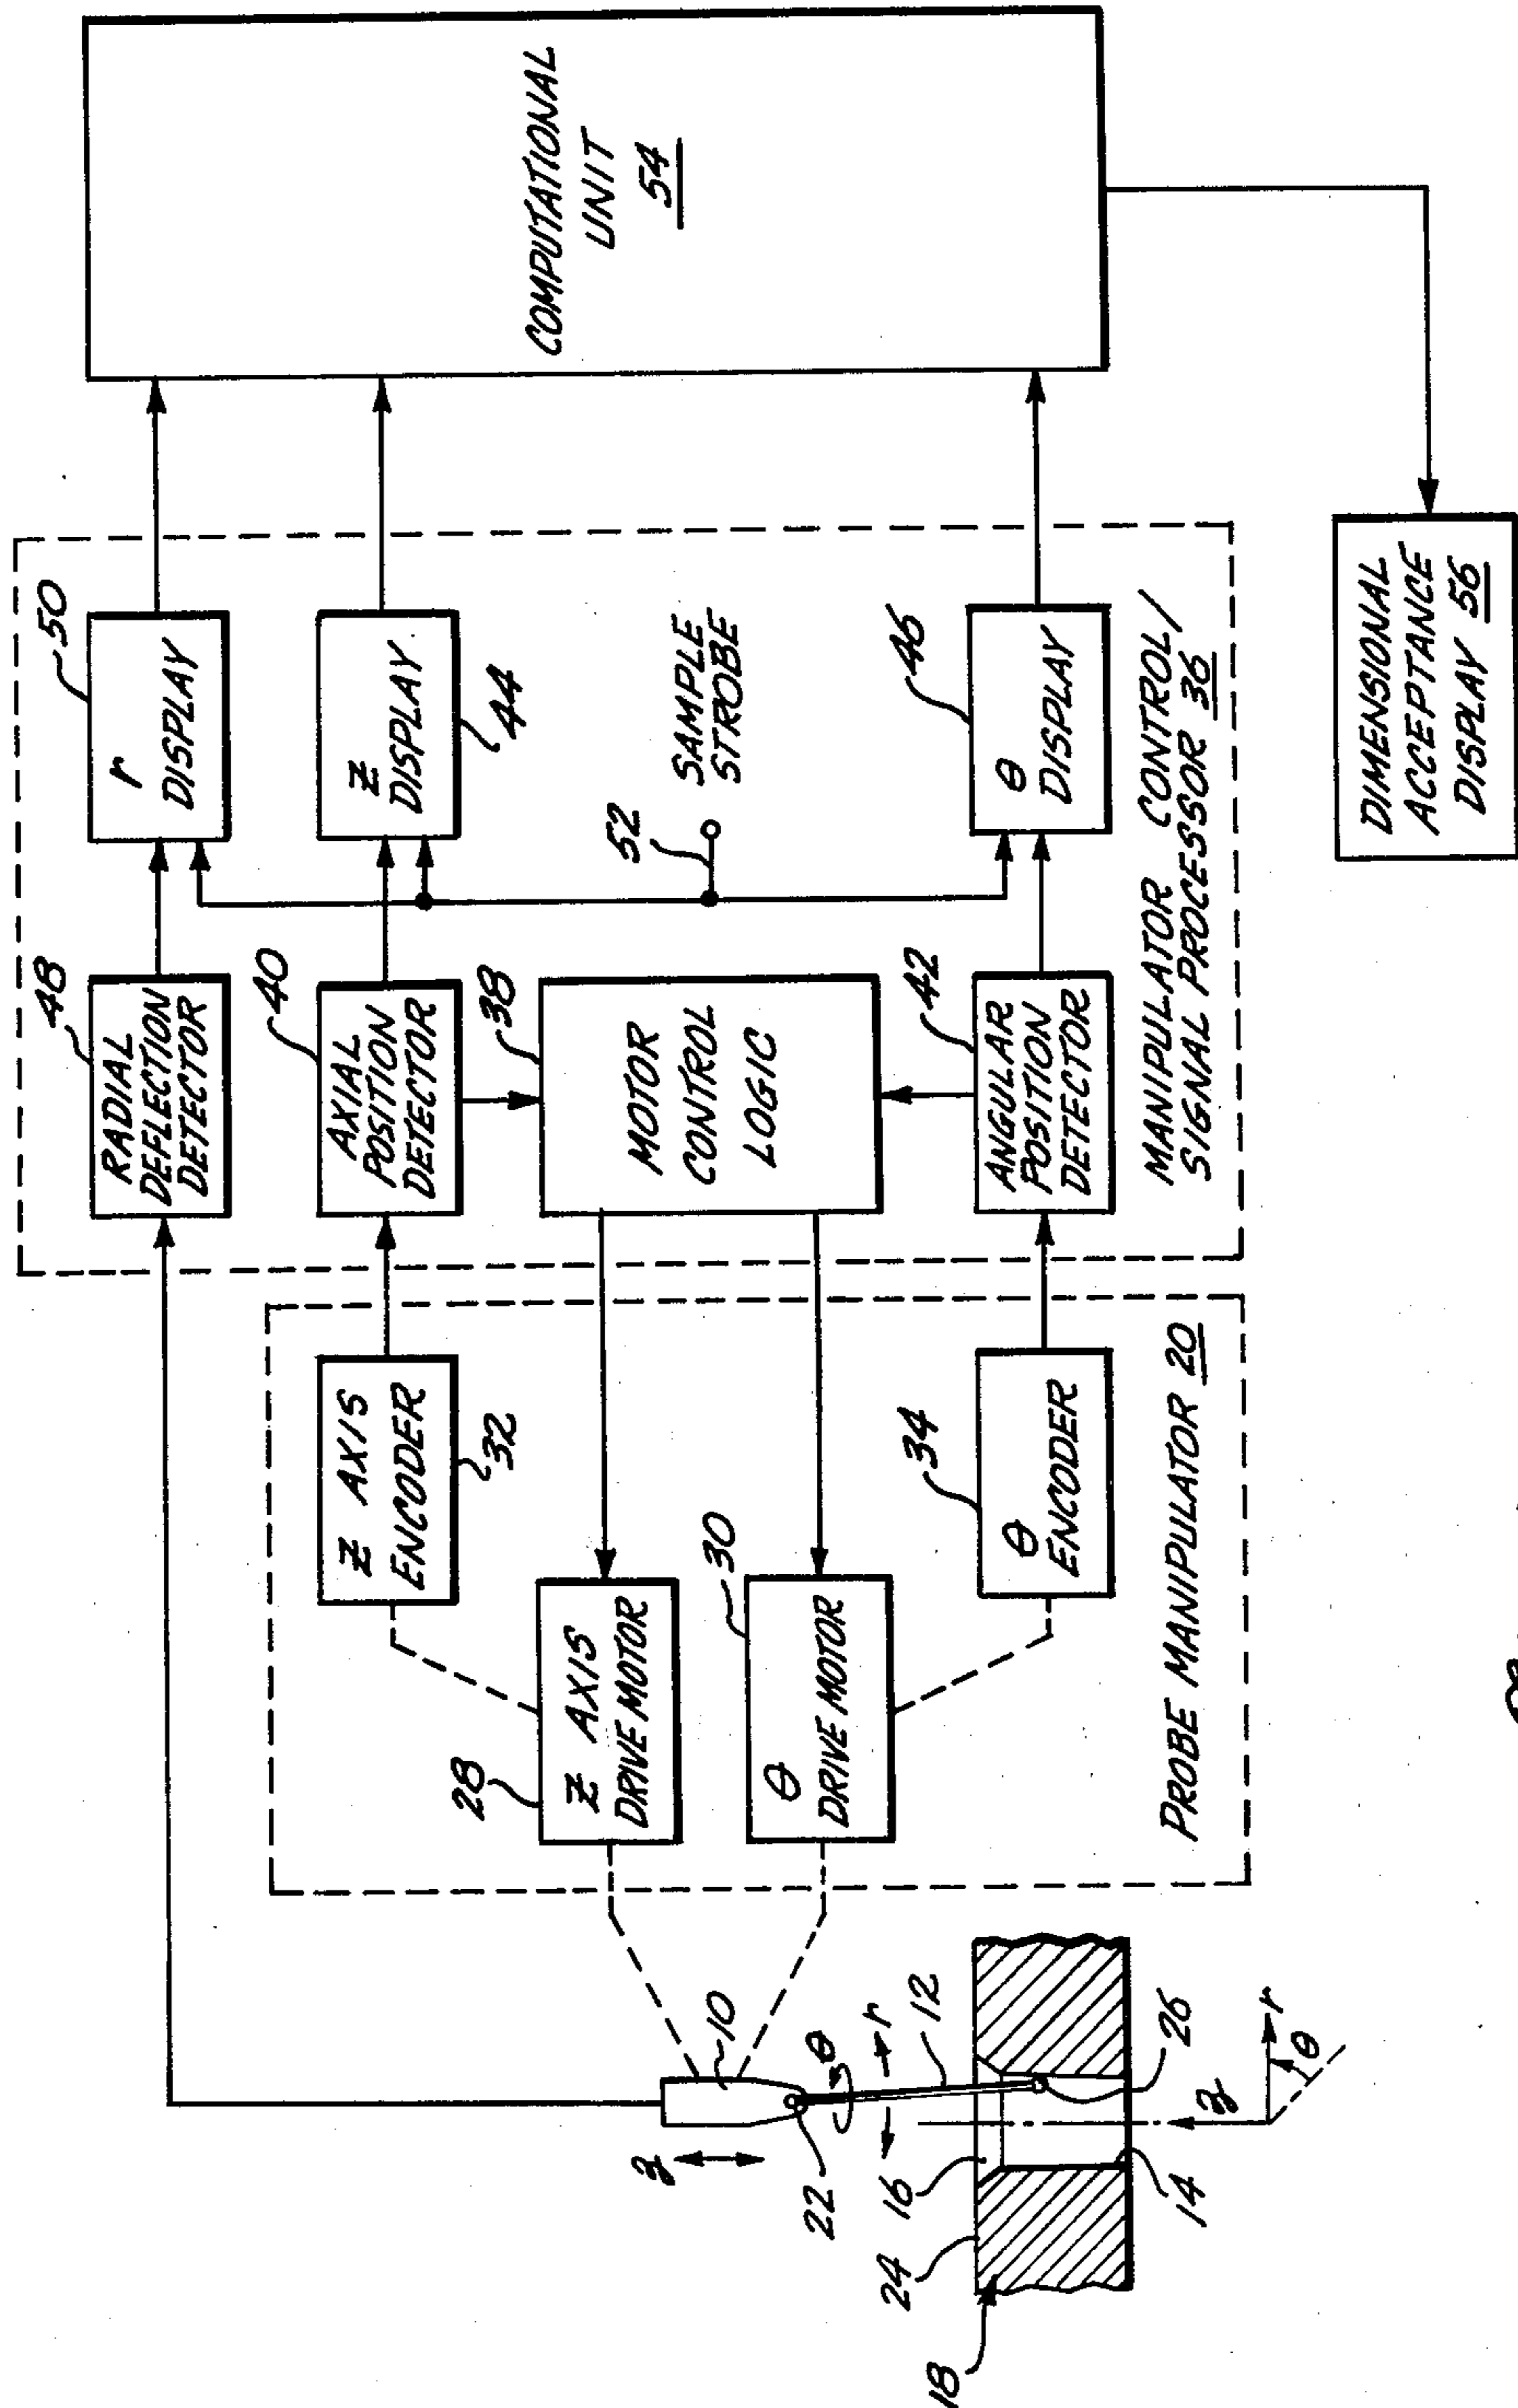 RADIAL
DEFLECTION
DETECTOR
48
r
DISPLAY
50
Z AXIS
ENCODER
32
AXIAL
POSITION
DETECTOR
40
Z
DISPLAY
44
COMPUTATIONAL
UNIT
54
28
Z AXIS
DRIVE MOTOR
MOTOR
CONTROL
LOGIC
38
52
SAMPLE
STROBE
θ
DRIVE MOTOR
30
θ
ENCODER
34
ANGULAR
POSITION
DETECTOR
42
θ
DISPLAY
46
PROBE MANIPULATOR 20
MANIPULATOR CONTROL/
SIGNAL PROCESSOR 36
DIMENSIONAL
ACCEPTANCE
DISPLAY 56
z
10
22
θ
r
12
16
24
18
14
26
z
r
θ